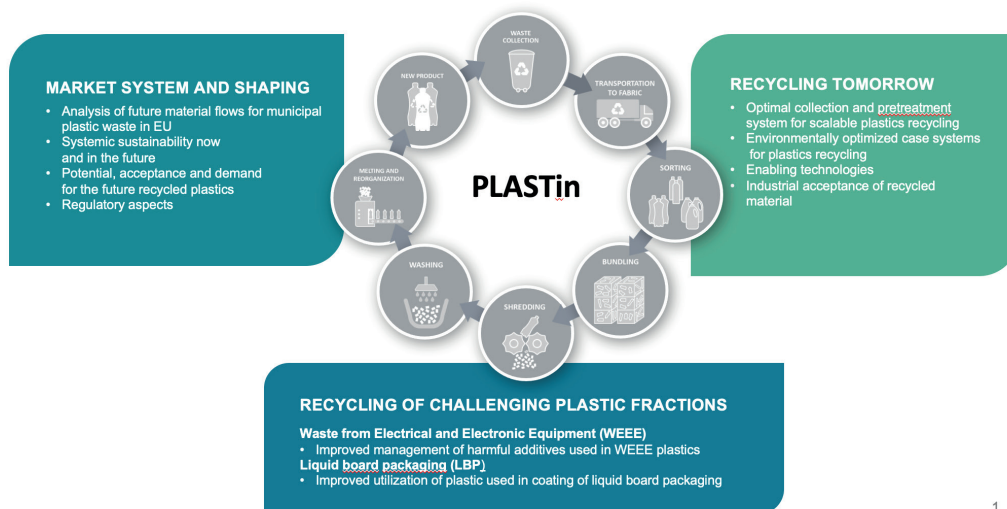 MARKET SYSTEM AND SHAPING
• Analysis of future material flows for municipal
plastic waste in EU
• Systemic sustainability now
and in the future
• Potential, acceptance and demand
for the future recycled plastics
• Regulatory aspects
WASTE
COLLECTION
TRANSPORTATION
TO FABRIC
SORTING
BUNDLING
SHREDDING
WASHING
MELTING AND
REORGANIZATION
NEW PRODUCT
PLASTin
RECYCLING TOMORROW
• Optimal collection and pretreatment
system for scalable plastics recycling
• Environmentally optimized case systems
for plastics recycling
• Enabling technologies
• Industrial acceptance of recycled
material
RECYCLING OF CHALLENGING PLASTIC FRACTIONS
Waste from Electrical and Electronic Equipment (WEEE)
• Improved management of harmful additives used in WEEE plastics
Liquid board packaging (LBP)
• Improved utilization of plastic used in coating of liquid board packaging
1